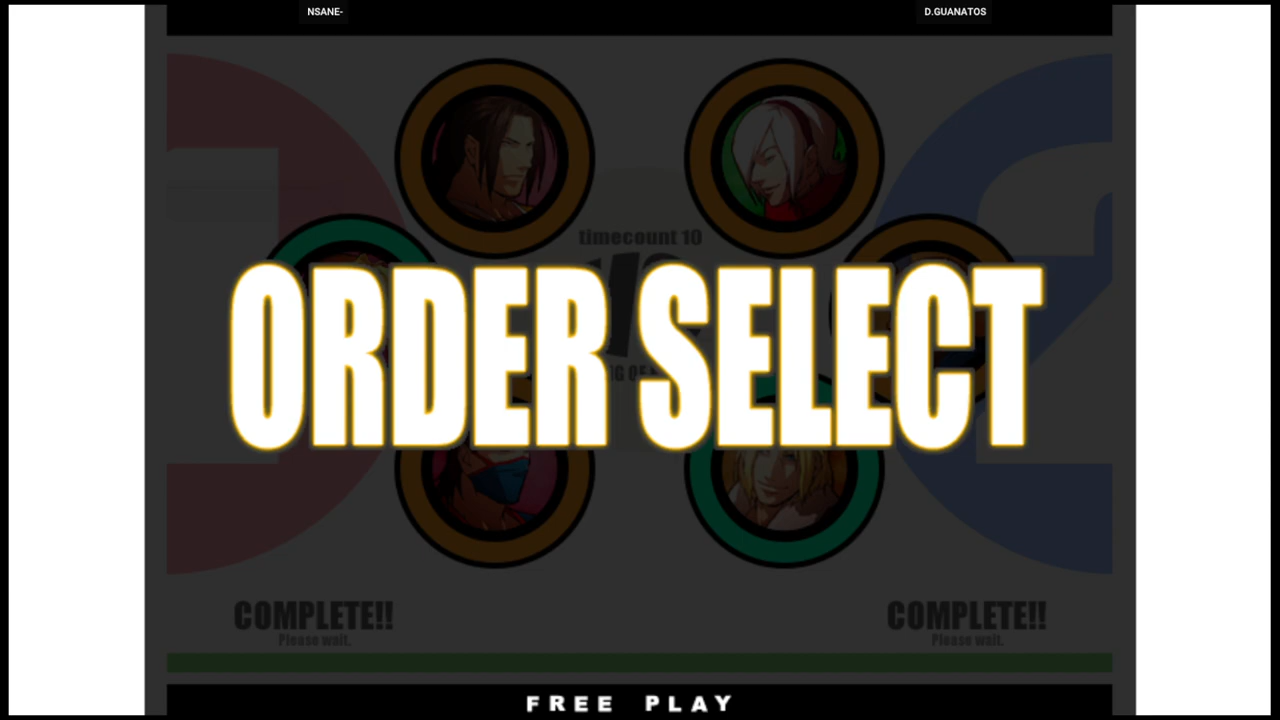 NSANE-
D.GUANATOS
timecount 10
ORDER SELECT
COMPLETE!!
Please wait.
COMPLETE!!
Please wait.
FREE PLAY